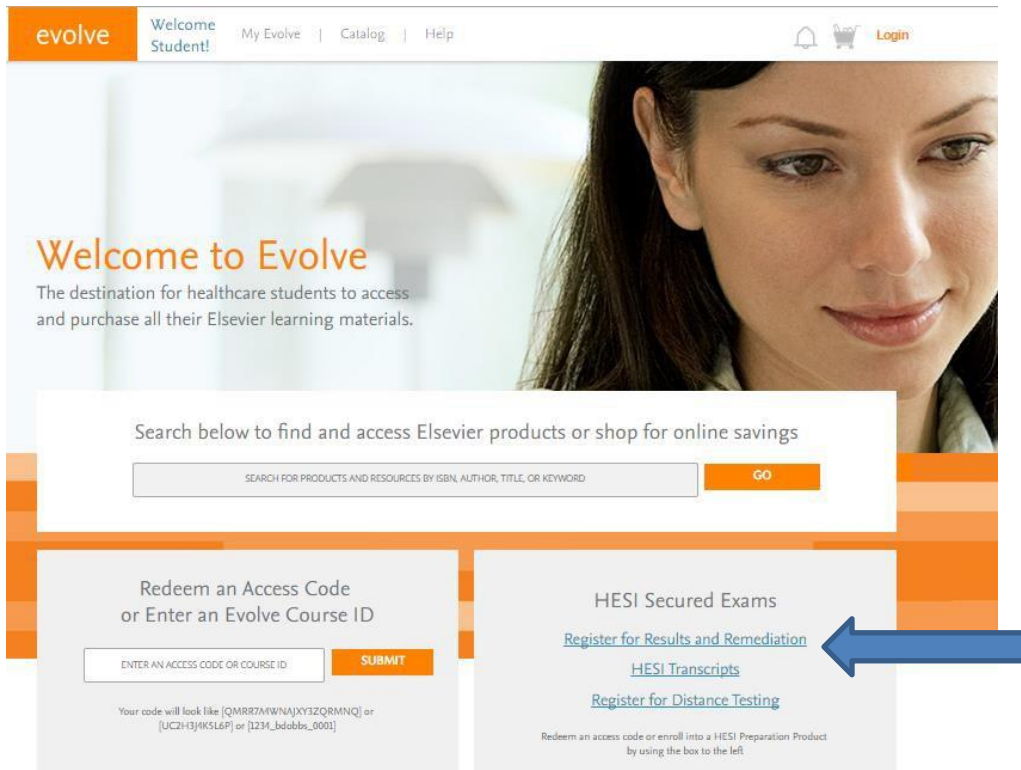 evolve
Welcome
Student!
My Evolve | Catalog | Help
Login
Welcome to Evolve
The destination for healthcare students to access
and purchase all their Elsevier learning materials.
Search below to find and access Elsevier products or shop for online savings
SEARCH FOR PRODUCTS AND RESOURCES BY ISBN, AUTHOR, TITLE, OR KEYWORD
GO
Redeem an Access Code
or Enter an Evolve Course ID
ENTER AN ACCESS CODE OR COURSE ID
SUBMIT
Your code will look like [QMRR7MWNAJXY3ZQRMNQ] or
[UC2H3J4K5L6P] or [1234_bdobbs_0001]
HESI Secured Exams
Register for Results and Remediation
HESI Transcripts
Register for Distance Testing
Redeem an access code or enroll into a HESI Preparation Product
by using the box to the left